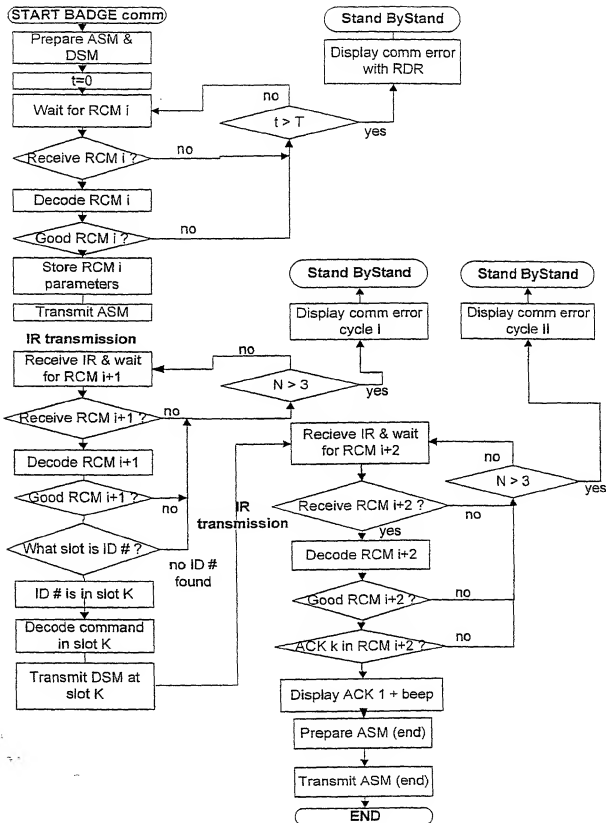 START BADGE comm
Prepare ASM &
DSM
t=0
Wait for RCM i
Receive RCM i ?
no
Decode RCM i
Good RCM i ?
no
Store RCM i
parameters
Transmit ASM
Stand ByStand
Display comm error
with RDR
no
t > T
yes
IR transmission
Receive IR & wait
for RCM i+1
Receive RCM i+1 ?
no
Decode RCM i+1
Good RCM i+1 ?
no
What slot is ID # ?
no ID #
found
ID # is in slot K
Decode command
in slot K
Transmit DSM at
slot K
Stand ByStand
Display comm error
cycle I
no
N > 3
yes
IR
transmission
Recieve IR & wait
for RCM i+2
Receive RCM i+2 ?
no
yes
Decode RCM i+2
Good RCM i+2 ?
no
ACK k in RCM i+2 ?
no
Display ACK 1 + beep
Prepare ASM (end)
Transmit ASM (end)
END
Stand ByStand
Display comm error
cycle II
no
N > 3
yes